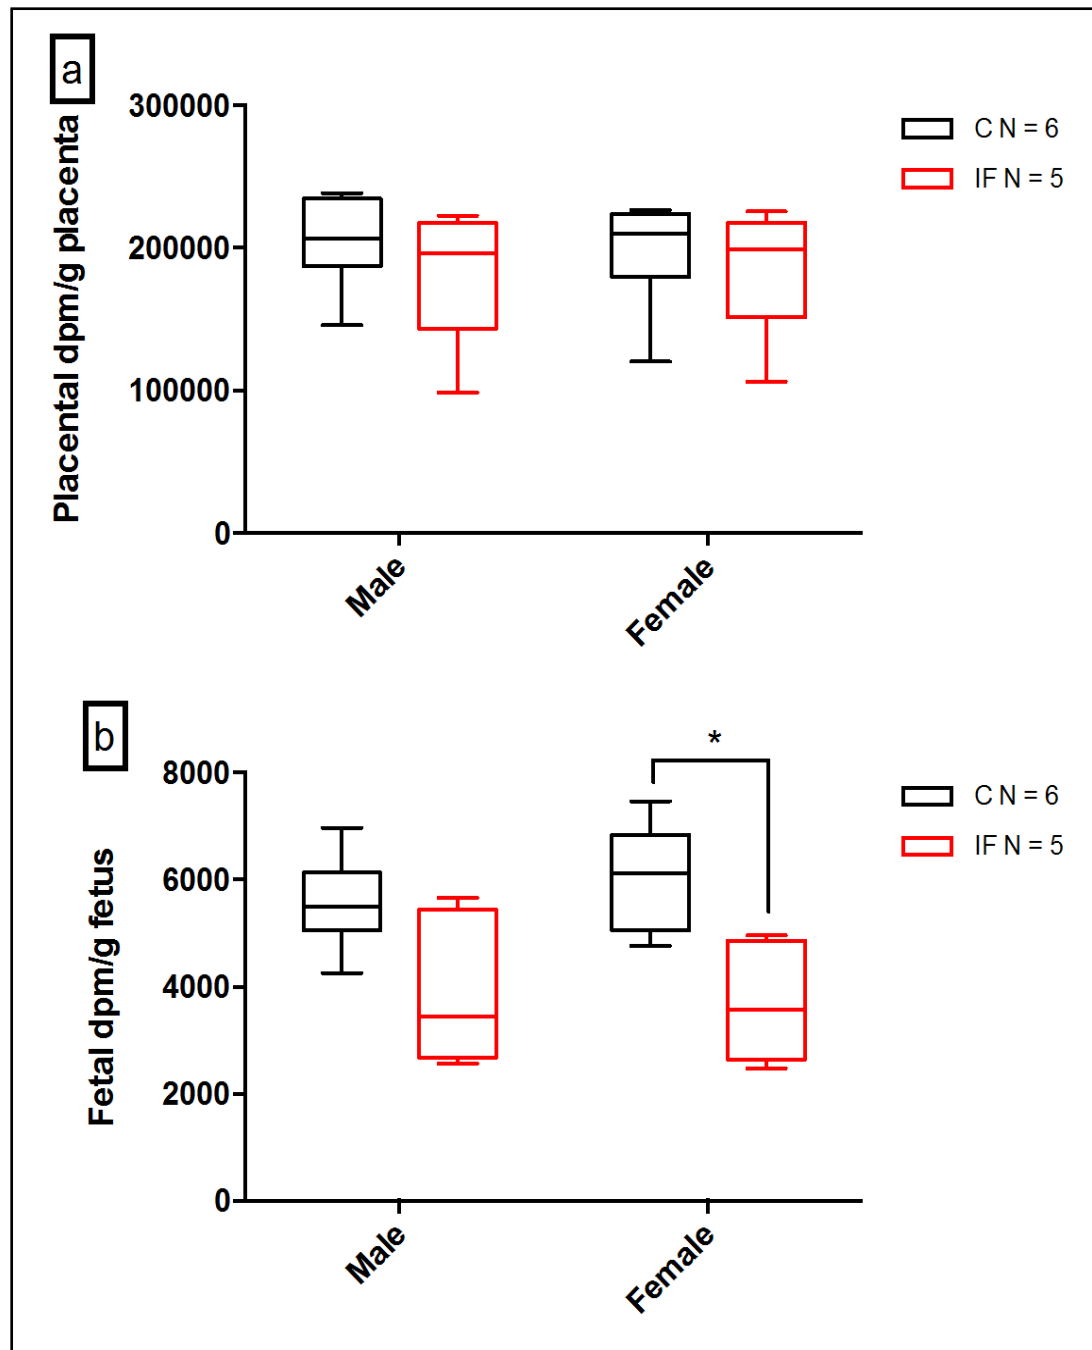 a
Placental dpm/g placenta
300000
200000
100000
0
Male
Female
C N = 6
IF N = 5
b
Fetal dpm/g fetus
8000
6000
4000
2000
0
Male
Female
*
C N = 6
IF N = 5